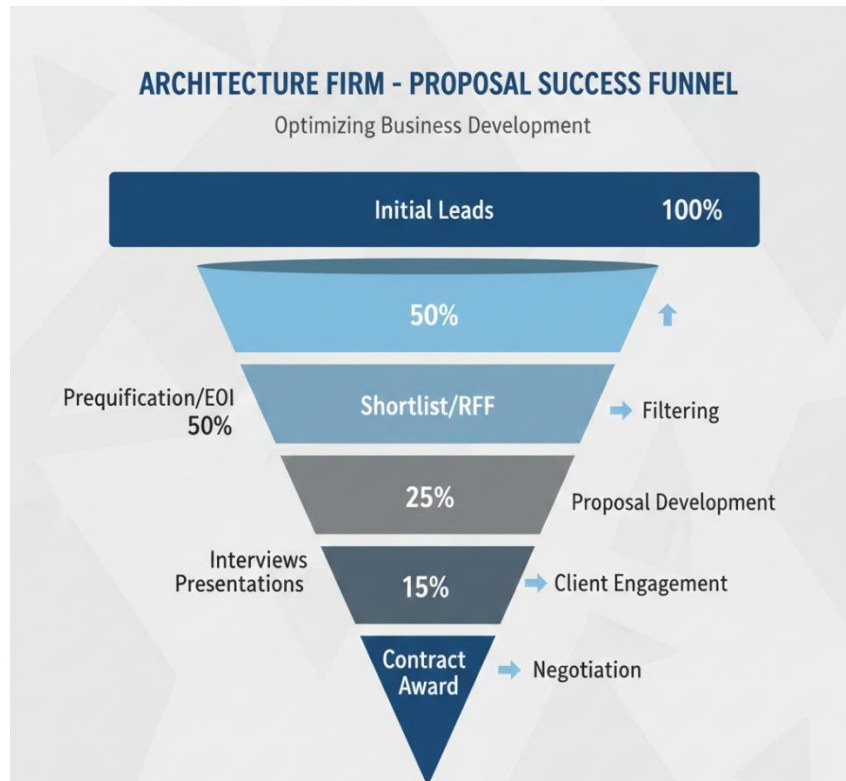 ARCHITECTURE FIRM - PROPOSAL SUCCESS FUNNEL
Optimizing Business Development
Initial Leads 100%
50%
Prequification/EOI
50%
Shortlist/RFF
Filtering
25%
Proposal Development
Interviews
Presentations
15%
Client Engagement
Contract
Award
Negotiation